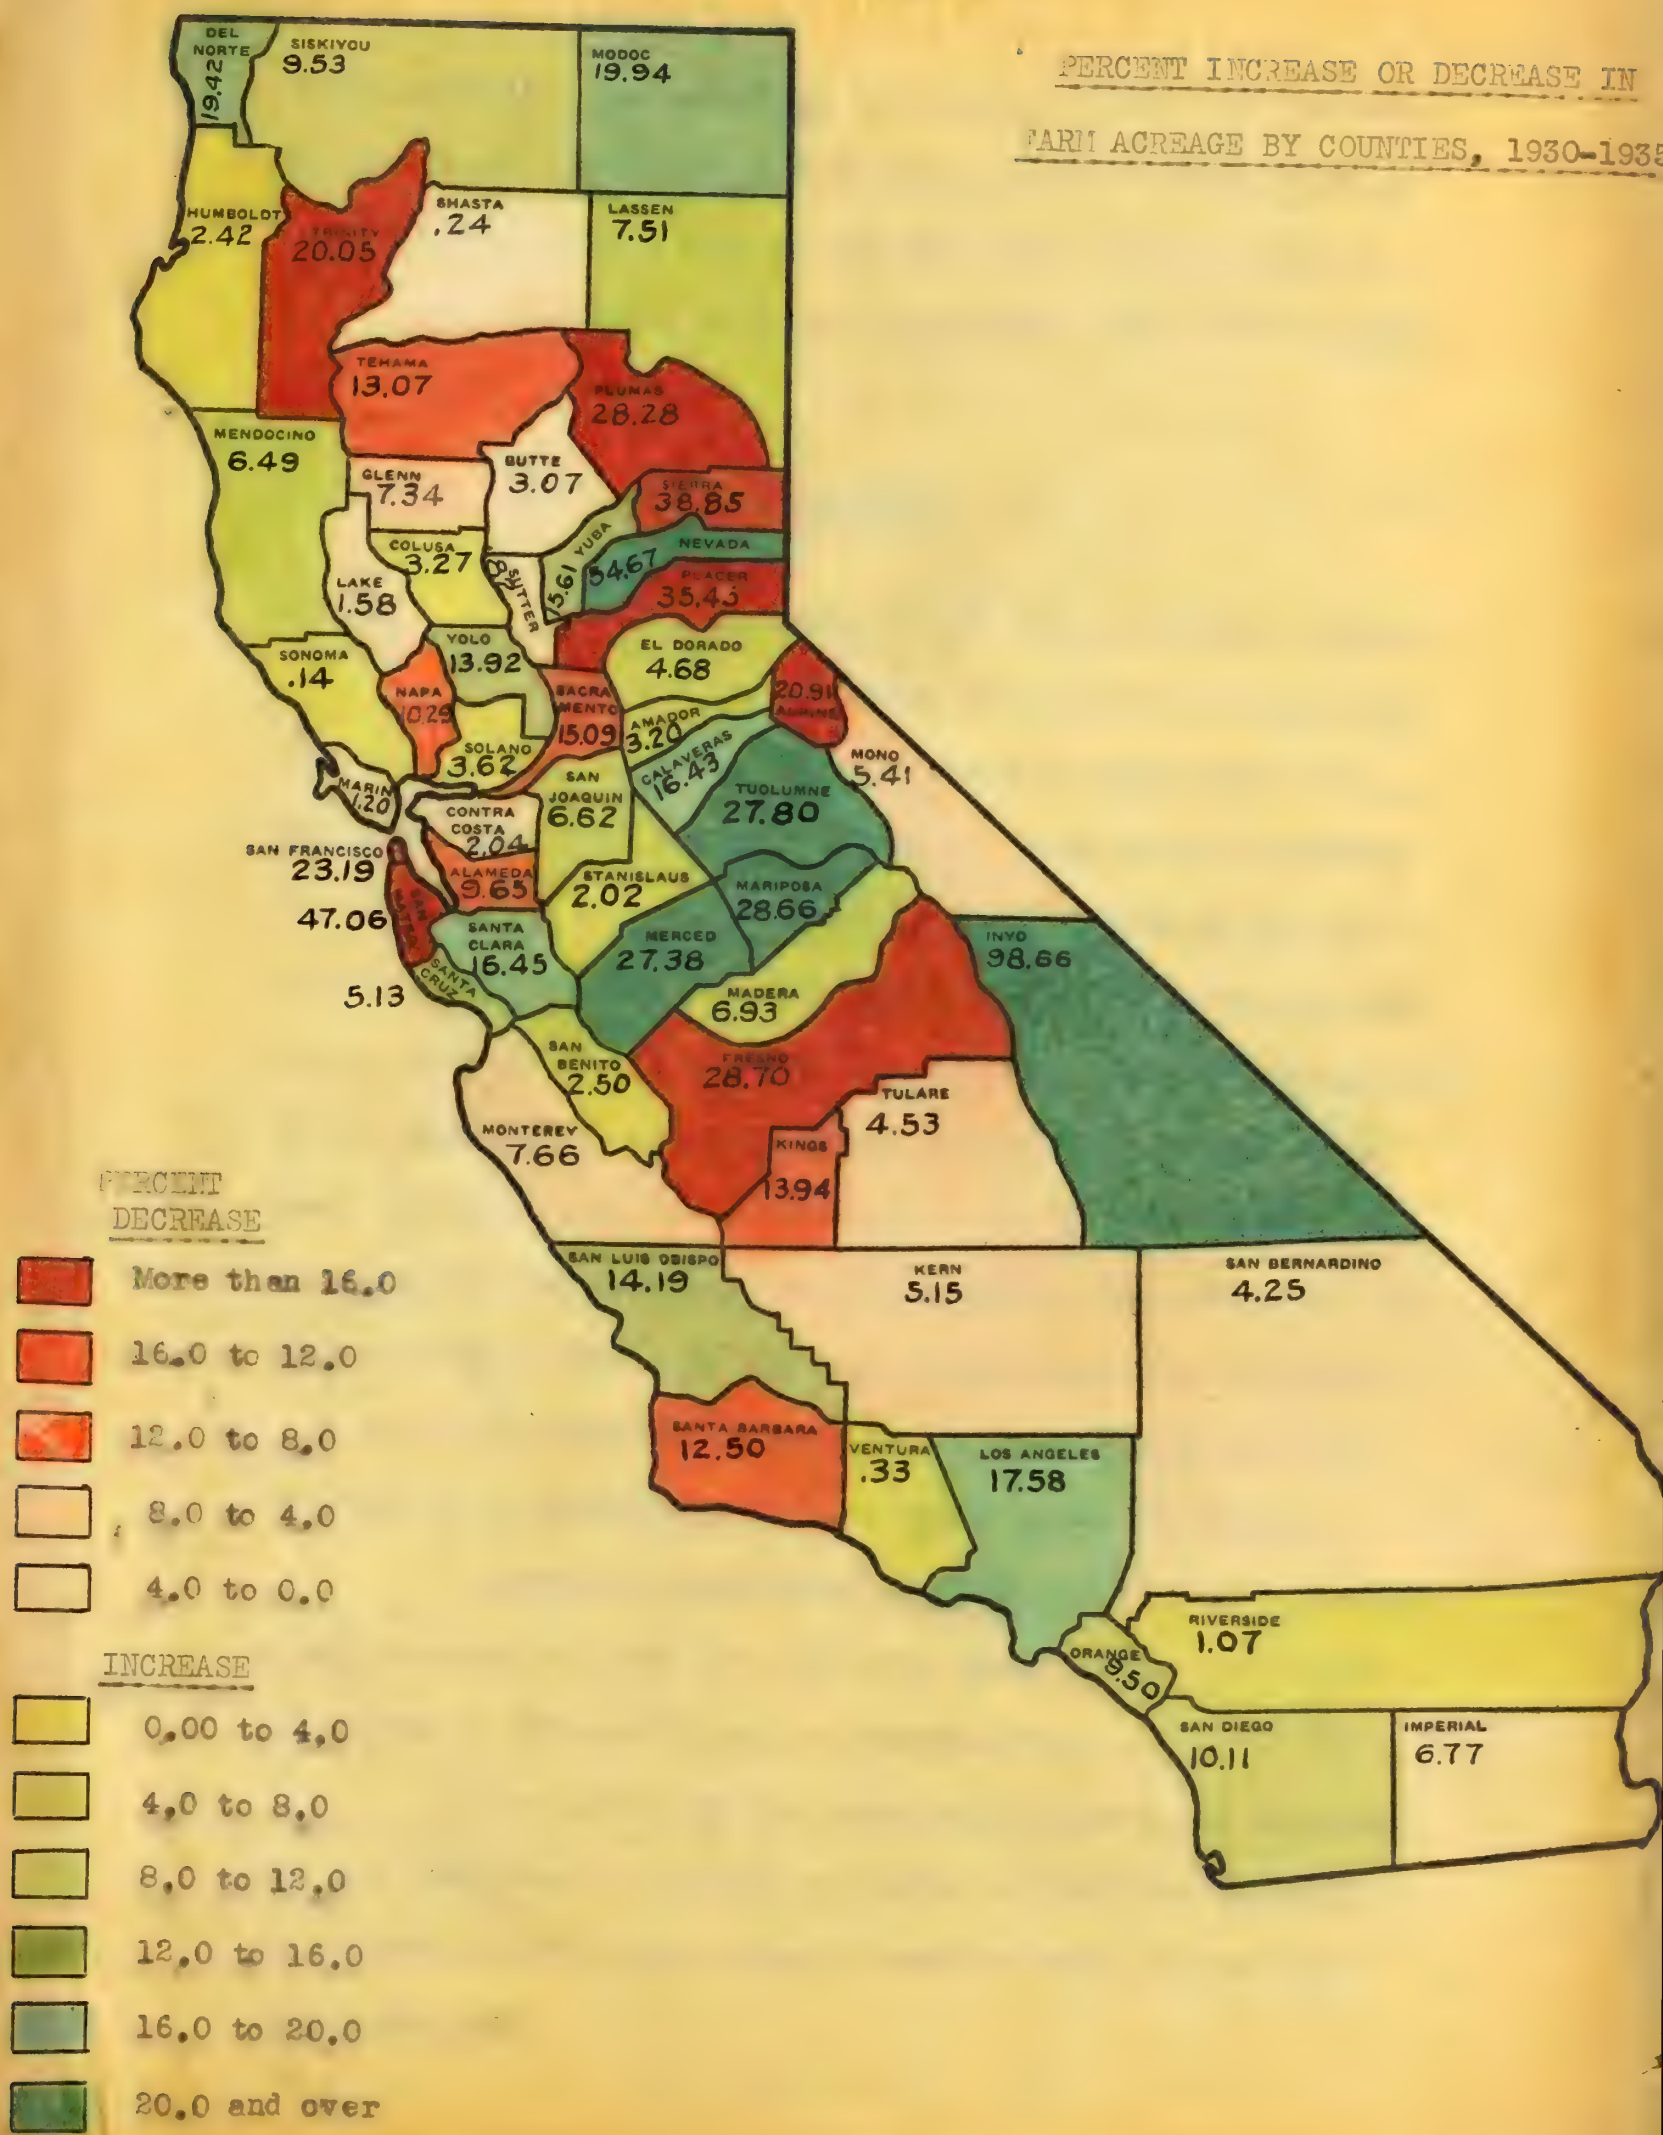 PERCENT INCREASE OR DECREASE IN
FARM ACREAGE BY COUNTIES, 1930-1935
DEL
NORTE
19.42
SISKIYOU
9.53
MODOC
19.94
HUMBOLDT
2.42
TRINITY
20.05
SHASTA
.24
LASSEN
7.51
TEHAMA
13.07
PLUMAS
28.28
MENDOCINO
6.49
GLENN
7.34
BUTTE
3.07
SIERRA
38.85
COLUSA
3.27
SUTTER
YUBA
15.61
NEVADA
54.67
PLACER
35.43
LAKE
1.58
SONOMA
.14
NAPA
10.29
YOLO
13.92
SACRA
MENTO
15.09
EL DORADO
4.68
20.91
ALPINE
AMADOR
3.20
CALAVERAS
16.43
MONO
5.41
SOLANO
3.62
MARIN
1.20
SAN
JOAQUIN
6.62
TUOLUMNE
27.80
CONTRA
COSTA
2.04
SAN FRANCISCO
23.19
ALAMEDA
9.65
STANISLAUS
2.02
MARIPOSA
28.66
SAN
MATEO
47.06
SANTA
CLARA
16.45
MERCED
27.38
INYO
98.66
SANTA
CRUZ
5.13
MADERA
6.93
SAN
BENITO
2.50
FRESNO
28.70
TULARE
4.53
MONTEREY
7.66
KINGS
13.94
SAN LUIS OBISPO
14.19
KERN
5.15
SAN BERNARDINO
4.25
SANTA BARBARA
12.50
VENTURA
.33
LOS ANGELES
17.58
RIVERSIDE
1.07
ORANGE
9.50
SAN DIEGO
10.11
IMPERIAL
6.77
PERCENT
DECREASE
More than 16.0
16.0 to 12.0
12.0 to 8.0
8.0 to 4.0
4.0 to 0.0
INCREASE
0.00 to 4.0
4.0 to 8.0
8.0 to 12.0
12.0 to 16.0
16.0 to 20.0
20.0 and over